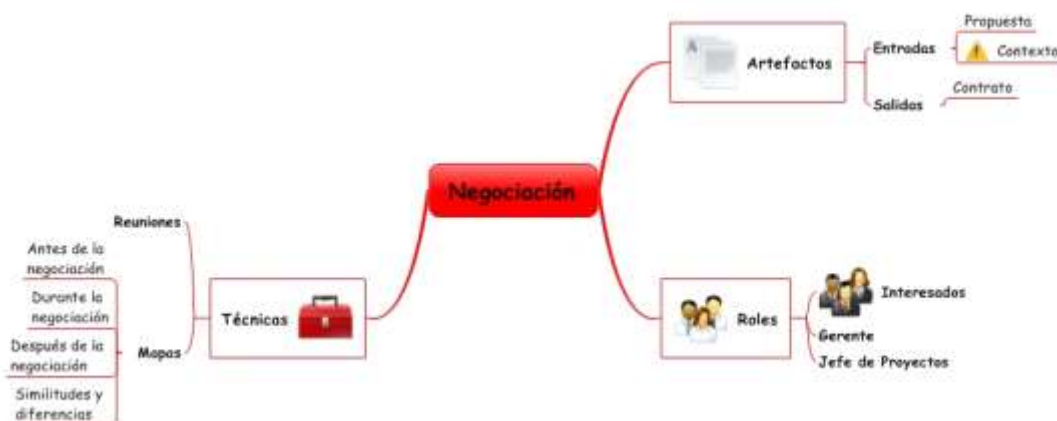 Negociación
Artefactos
Entradas
Propuesta
Contexto
Salidas
Contrato
Roles
Interesados
Gerente
Jefe de Proyectos
Técnicas
Reuniones
Mapas
Antes de la
negociación
Durante la
negociación
Después de la
negociación
Similitudes y
diferencias